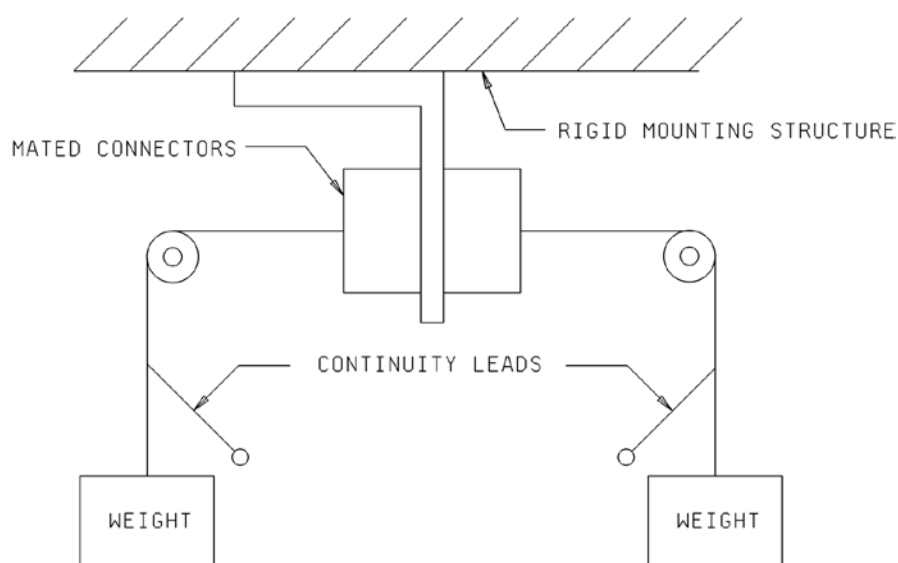 RIGID MOUNTING STRUCTURE
MATED CONNECTORS
CONTINUITY LEADS
WEIGHT
WEIGHT